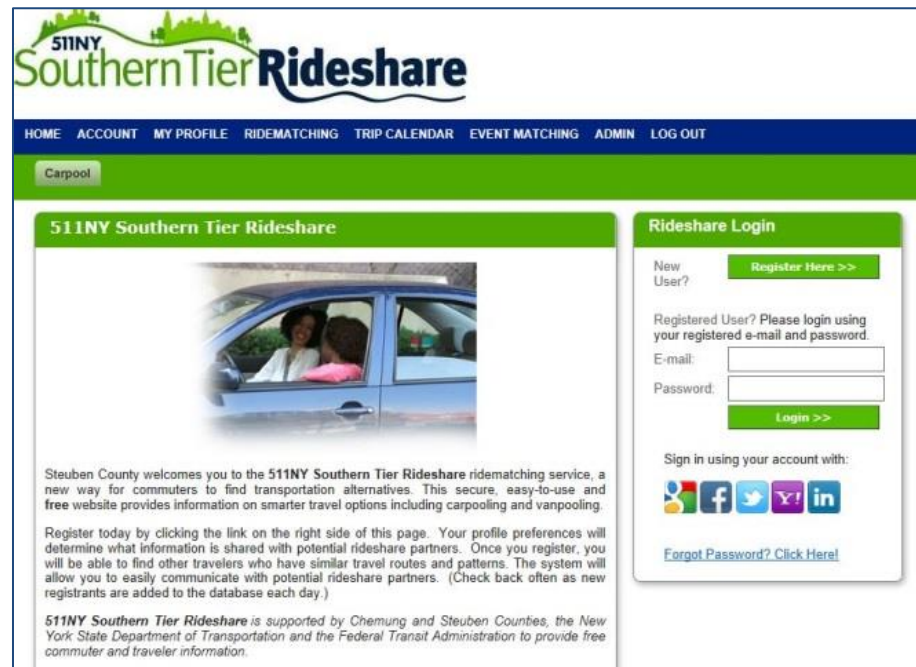 511NY
SouthernTierRideshare
HOME ACCOUNT MY PROFILE RIDEMATCHING TRIP CALENDAR EVENT MATCHING ADMIN LOG OUT
Carpool
511NY Southern Tier Rideshare
Steuben County welcomes you to the 511NY Southern Tier Rideshare ridematching service, a
new way for commuters to find transportation alternatives. This secure, easy-to-use and
free website provides information on smarter travel options including carpooling and vanpooling.
Register today by clicking the link on the right side of this page. Your profile preferences will
determine what information is shared with potential rideshare partners. Once you register, you
will be able to find other travelers who have similar travel routes and patterns. The system will
allow you to easily communicate with potential rideshare partners. (Check back often as new
registrants are added to the database each day.)
511NY Southern Tier Rideshare is supported by Chemung and Steuben Counties, the New
York State Department of Transportation and the Federal Transit Administration to provide free
commuter and traveler information.
Rideshare Login
New
User?
Register Here >>
Registered User? Please login using
your registered e-mail and password.
E-mail:
Password:
Login >>
Sign in using your account with:
g f Y! in
Forgot Password? Click Here!